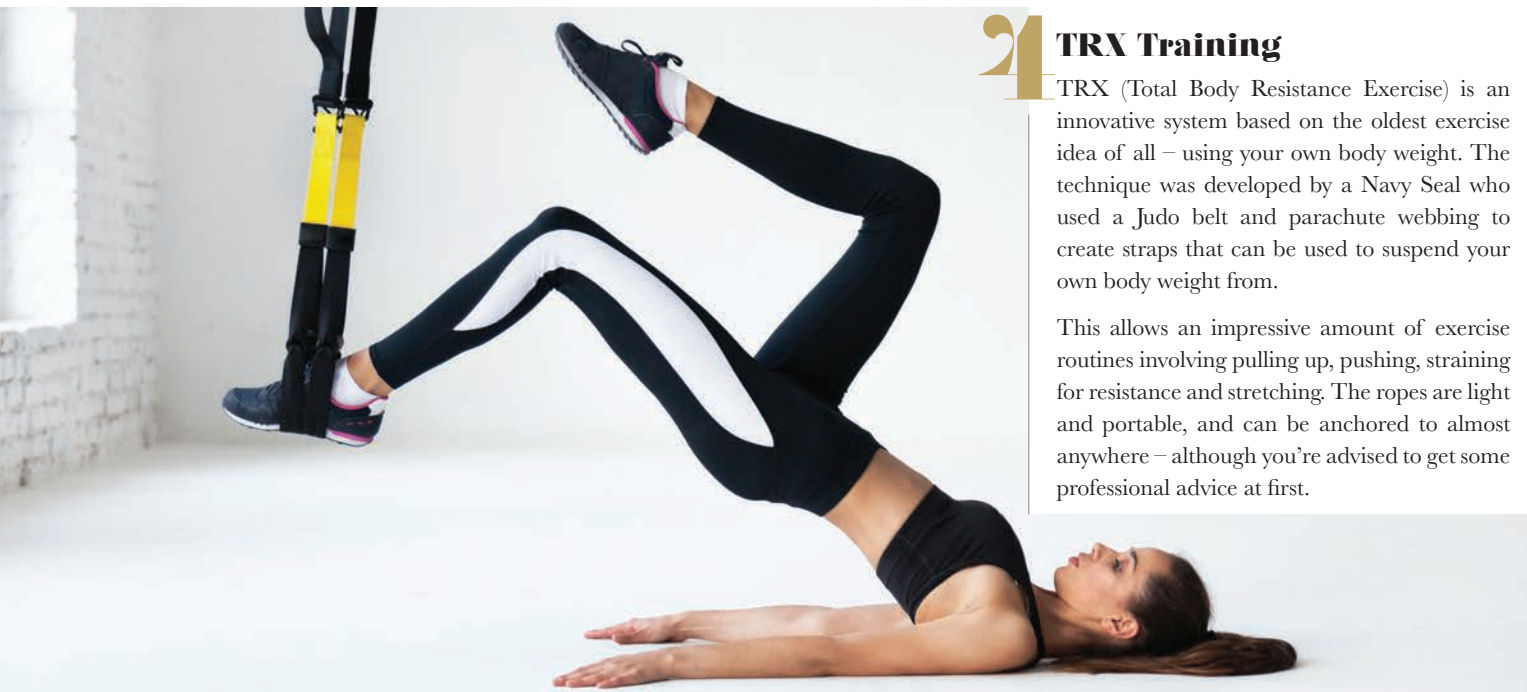 4
TRX Training
TRX (Total Body Resistance Exercise) is an
innovative system based on the oldest exercise
idea of all – using your own body weight. The
technique was developed by a Navy Seal who
used a Judo belt and parachute webbing to
create straps that can be used to suspend your
own body weight from.
This allows an impressive amount of exercise
routines involving pulling up, pushing, straining
for resistance and stretching. The ropes are light
and portable, and can be anchored to almost
anywhere – although you’re advised to get some
professional advice at first.